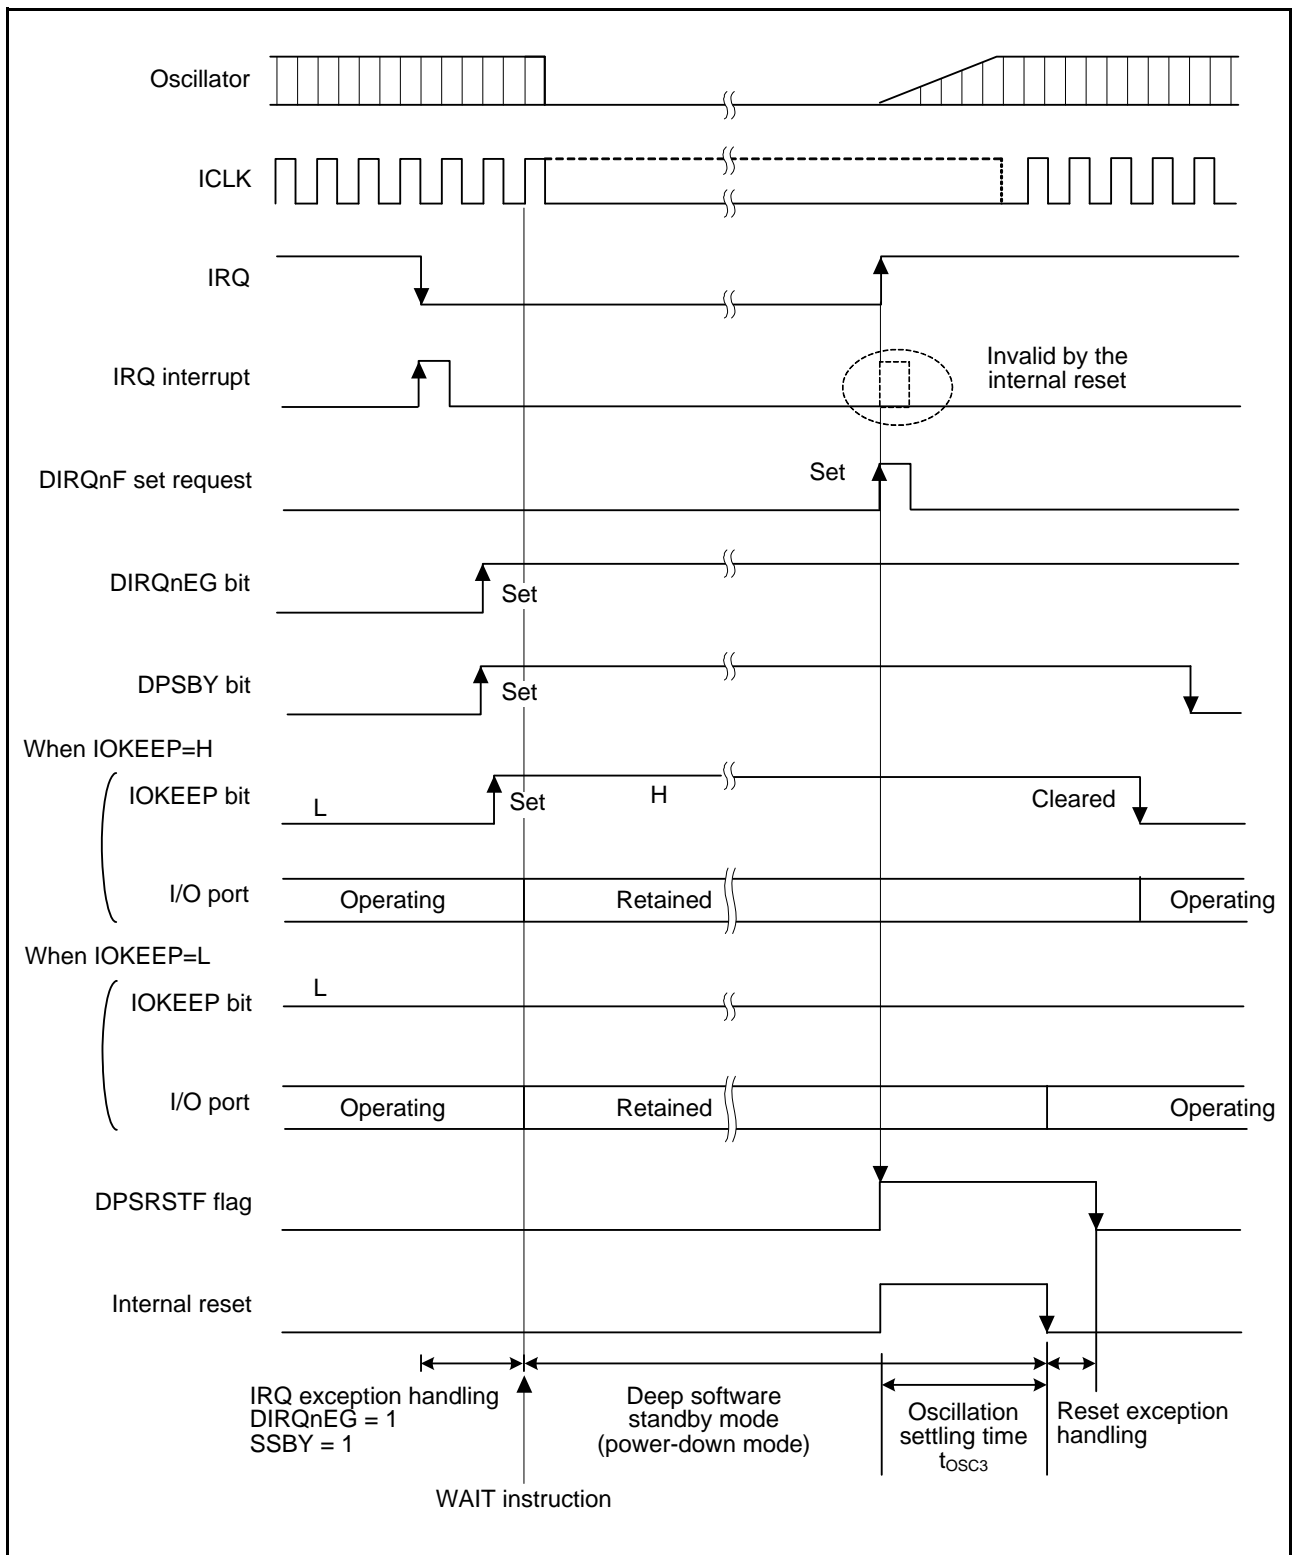 Oscillator
ICLK
IRQ
IRQ interrupt
Invalid by the
internal reset
DIRQnF set request
Set
DIRQnEG bit
Set
DPSBY bit
Set
When IOKEEP=H
IOKEEP bit
L
Set
H
Cleared
I/O port
Operating
Retained
Operating
When IOKEEP=L
IOKEEP bit
L
I/O port
Operating
Retained
Operating
DPSRSTF flag
Internal reset
IRQ exception handling
DIRQnEG = 1
SSBY = 1
Deep software
standby mode
(power-down mode)
Oscillation
settling time
tOSC3
Reset exception
handling
WAIT instruction